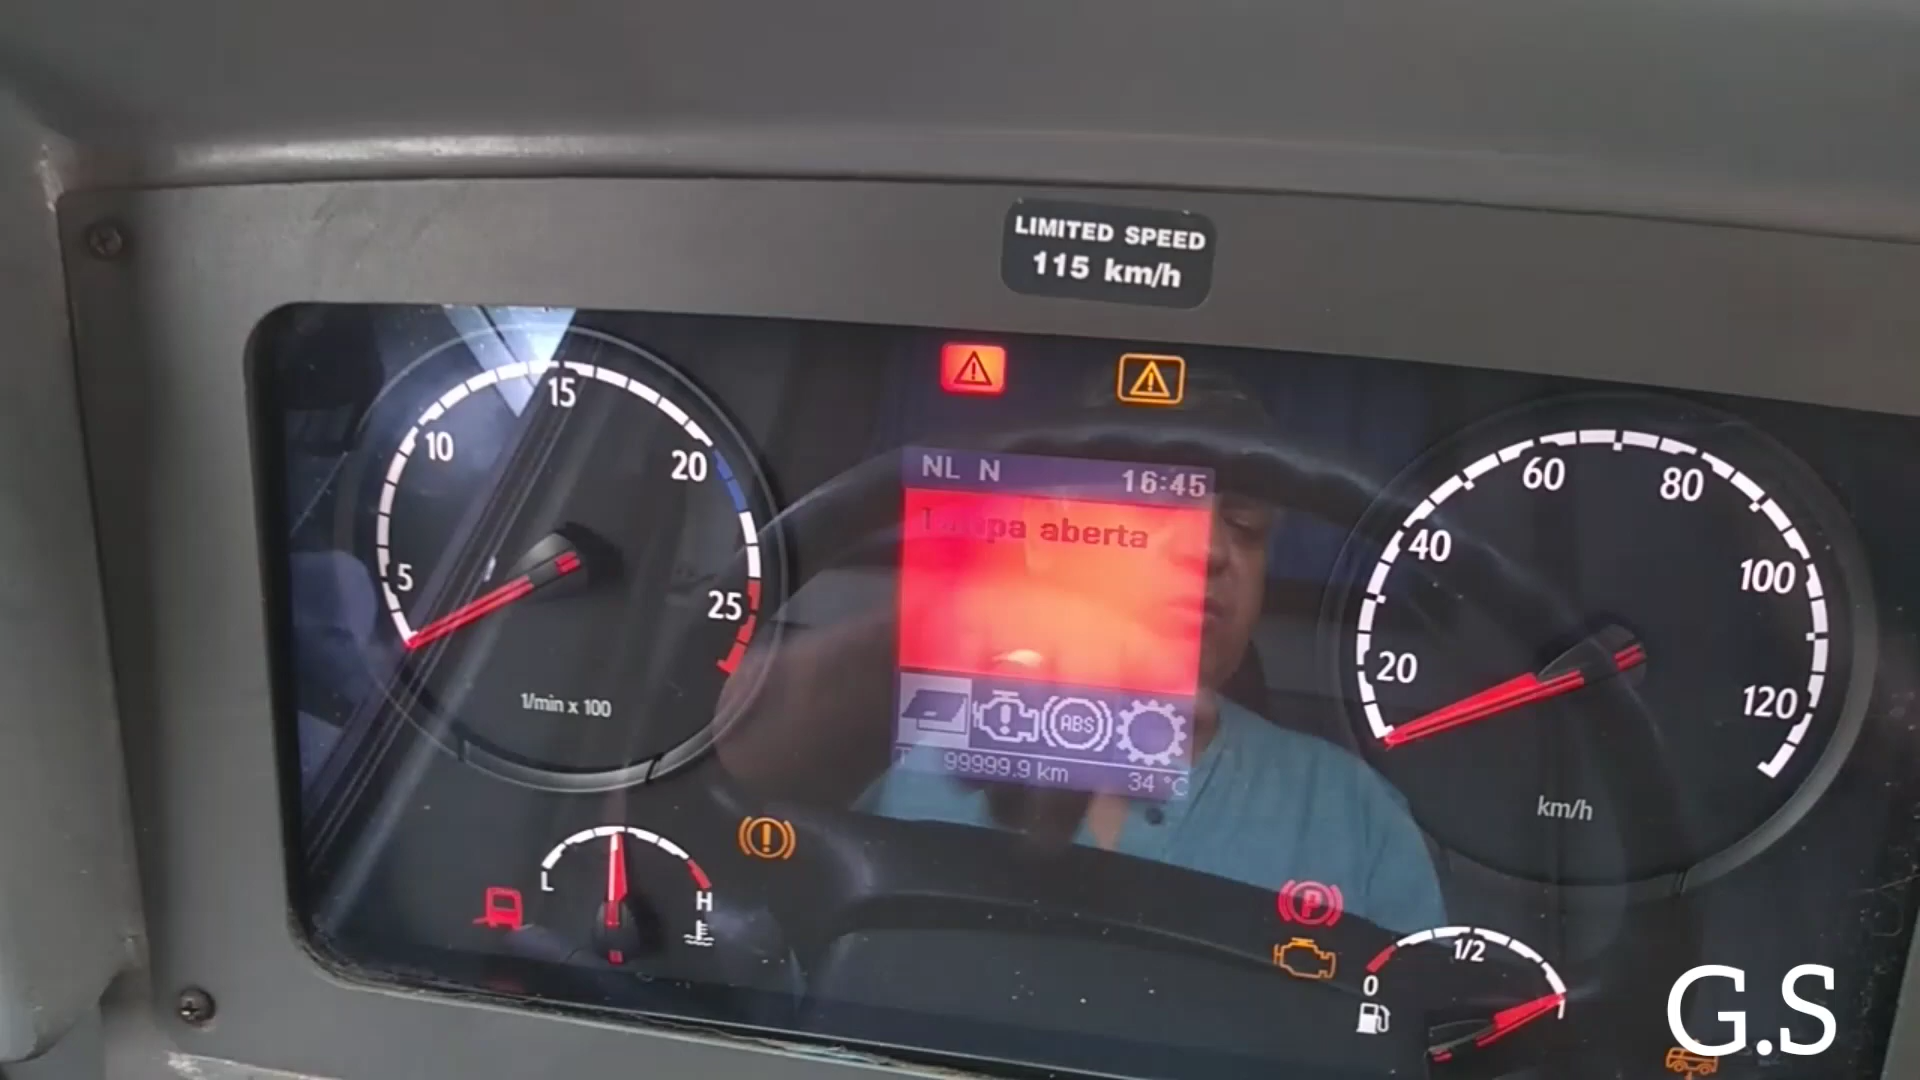 LIMITED SPEED
115 km/h
NL N 16:45
aberta
ABS
99999.9 km 34 °C
5
10
15
20
25
1/min x 100
20
40
60
80
100
120
km/h
L
H
P
0
1/2
1
G.S